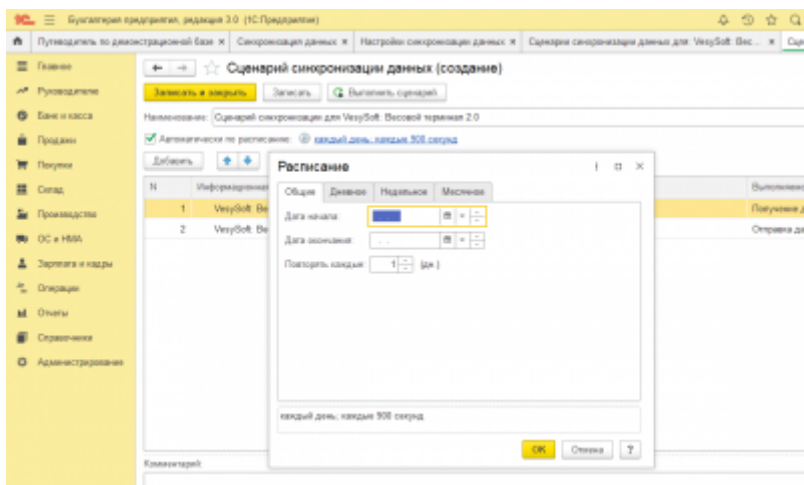 Бухгалтерия предприятия, редакция 3.0 (1С:Предприятие)
Путеводитель по демонстрационной базе × Синхронизация данных × Настройки синхронизации данных × Сценарии синхронизации данных для: VesySoft: Вес... ×
Главное
Руководителю
Банк и касса
Продажи
Покупки
Склад
Производство
ОС и НМА
Зарплата и кадры
Операции
Отчеты
Справочники
Администрирование
Сценарий синхронизации данных (создание)
Записать и закрыть Записать Выполнить сценарий
Наименование: Сценарий синхронизации для VesySoft: Весовой терминал 2.0
Автоматически по расписанию: каждый день; каждые 900 секунд
Добавить
N
1 VesySoft: Ве
2 VesySoft: Ве
Получение д
Отправка да
Расписание
Общие Дневное Недельное Месячное
Дата начала:
Дата окончания:
Повторять каждые: 1 (дн.)
каждый день; каждые 900 секунд
OK Отмена ?
Комментарий: